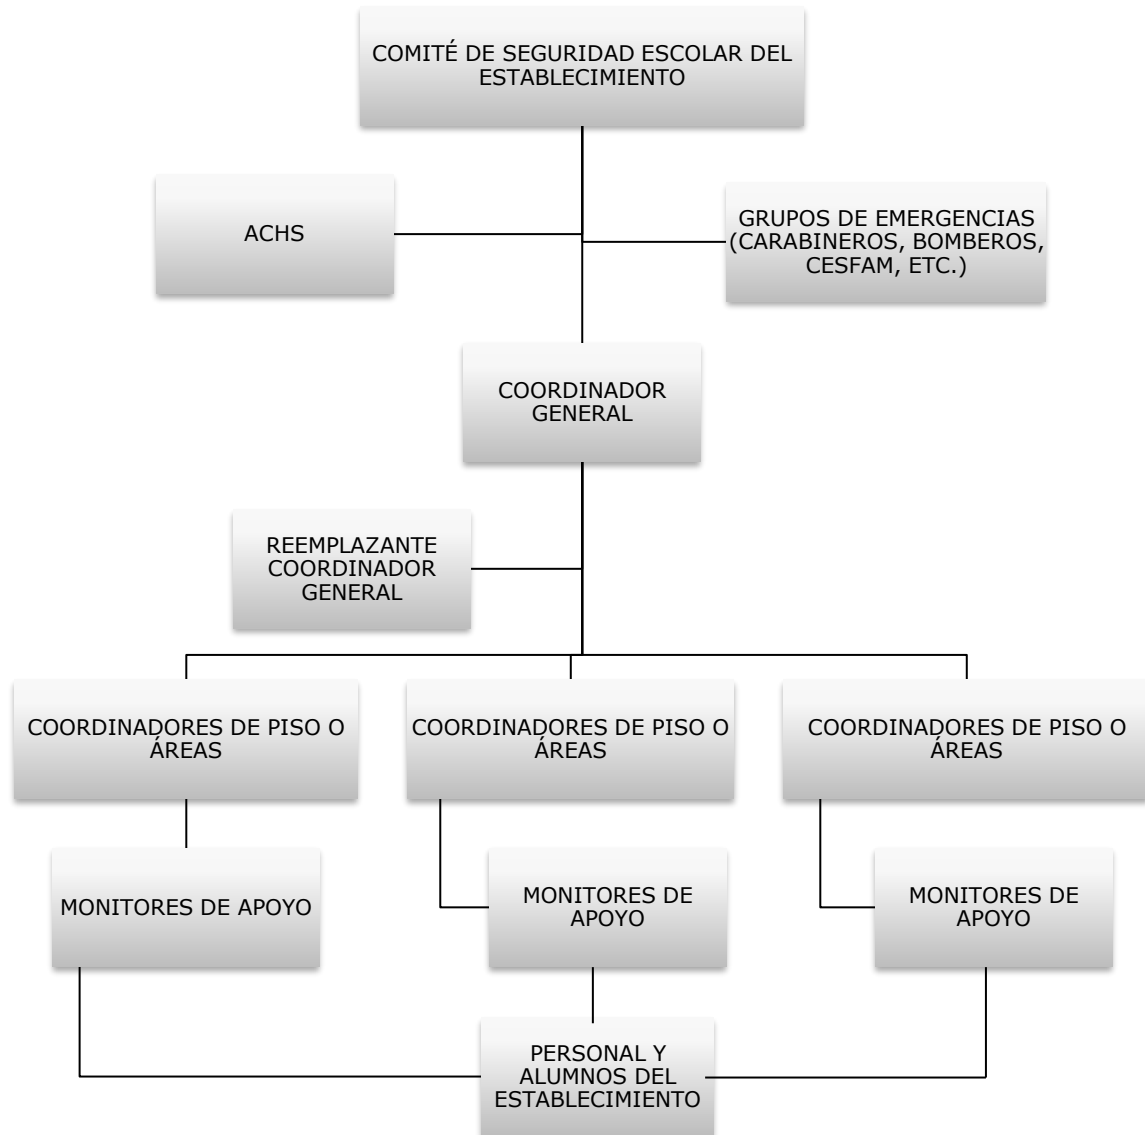 COMITÉ DE SEGURIDAD ESCOLAR DEL
ESTABLECIMIENTO
ACHS
GRUPOS DE EMERGENCIAS
(CARABINEROS, BOMBEROS,
CESFAM, ETC.)
COORDINADOR
GENERAL
REEMPLAZANTE
COORDINADOR
GENERAL
COORDINADORES DE PISO O
ÁREAS
COORDINADORES DE PISO O
ÁREAS
COORDINADORES DE PISO O
ÁREAS
MONITORES DE APOYO
MONITORES DE
APOYO
MONITORES DE
APOYO
PERSONAL Y
ALUMNOS DEL
ESTABLECIMIENTO